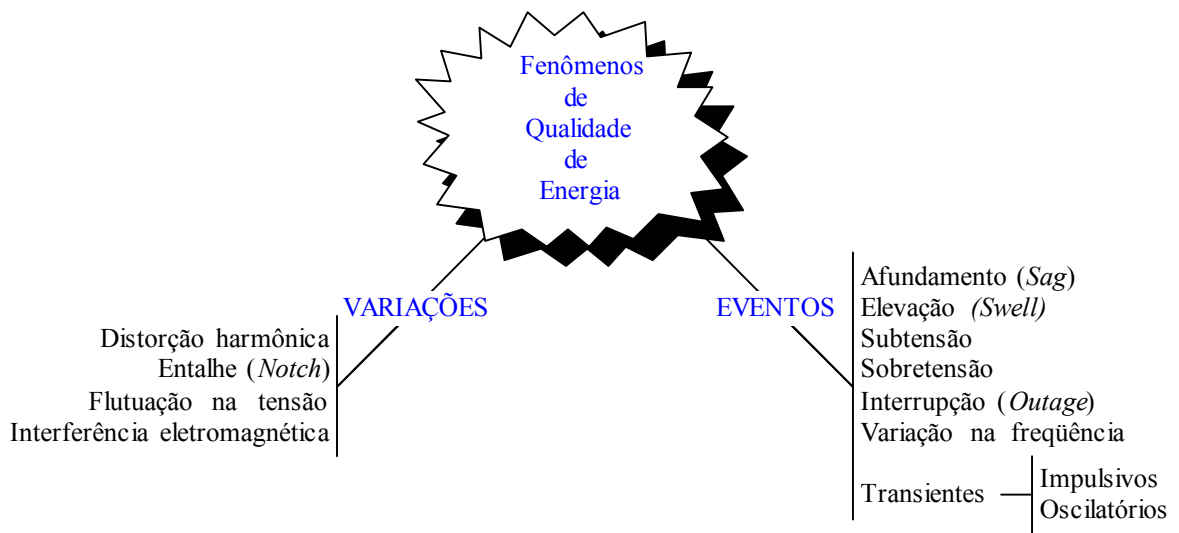 Fenômenos
de
Qualidade
de
Energia
VARIAÇÕES
Distorção harmônica
Entalhe (Notch)
Flutuação na tensão
Interferência eletromagnética
EVENTOS
Afundamento (Sag)
Elevação (Swell)
Subtensão
Sobretensão
Interrupção (Outage)
Variação na freqüência
Transientes
Impulsivos
Oscilatórios